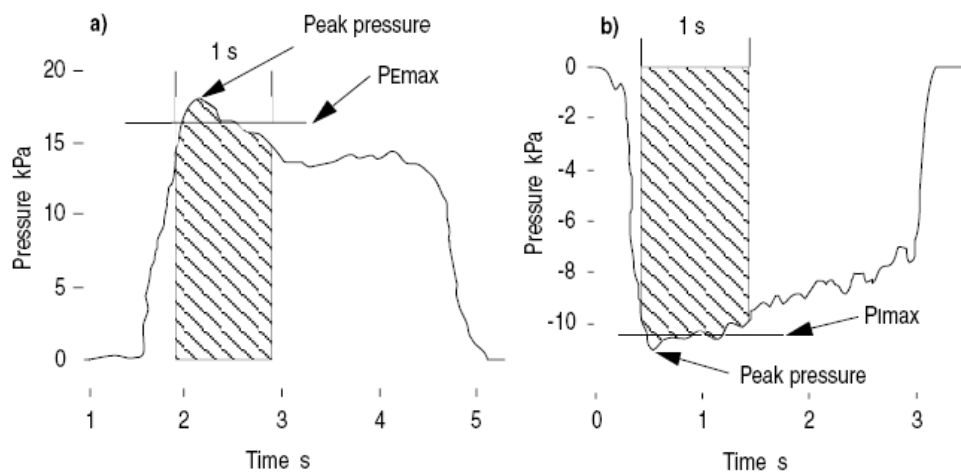 a)
Peak pressure
1 s
PEmax
20
15
10
5
0
Pressure kPa
1 2 3 4 5
Time s
b)
1 s
0
-2
-4
-6
-8
-10
Pressure kPa
PImax
Peak pressure
0 1 2 3
Time s